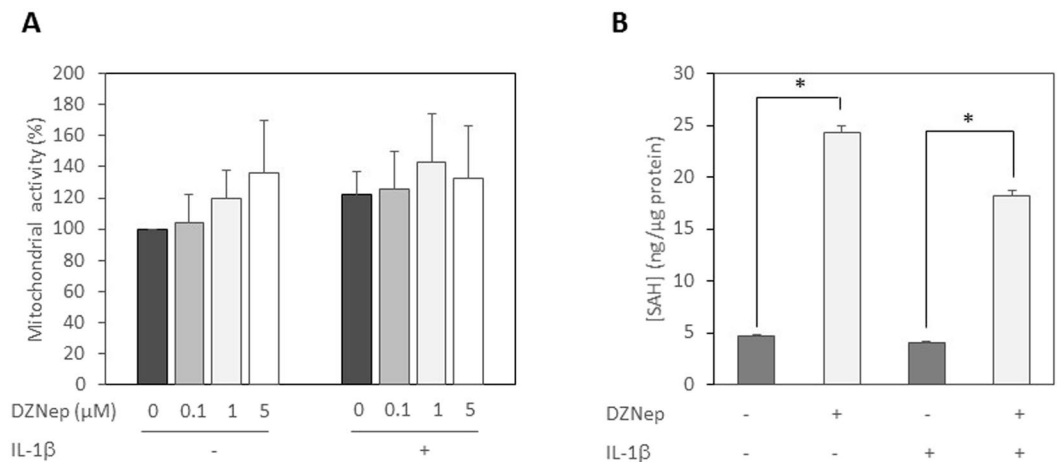 A
Mitochondrial activity (%)
200
180
160
140
120
100
80
60
40
20
0
DZNep (µM) 0 0.1 1 5 0 0.1 1 5
IL-1β - +
B
[SAH] (ng/µg protein)
30
25
20
15
10
5
0
* *
DZNep - + - +
IL-1β - - + +